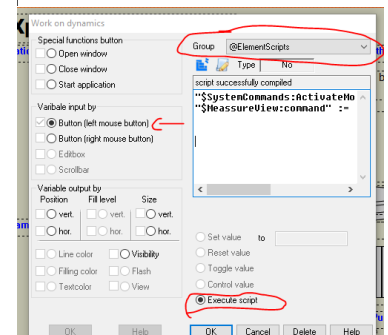 Work on dynamics
Special functions button
Open window
Close window
Start application
Varibale input by
Button (left mouse button)
Button (right mouse button)
Editbox
Scrollbar
Variable output by
Position Fill level Size
vert. vert. vert.
hor. hor. hor.
Line color Visibility
Filling color Flash
Textcolor View
OK Help
Group @ElementScripts
Type No
script successfully compiled
"$SystemCommands:ActivateMo
"$MeassureView:command" :=
Set value to
Reset value
Toggle value
Control value
Execute script
OK Cancel Delete Help